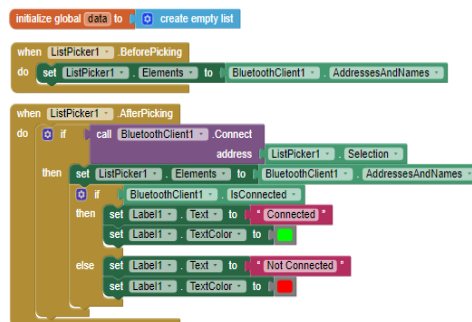 initialize global data to create empty list
when ListPicker1 .BeforePicking
do set ListPicker1 . Elements to BluetoothClient1 . AddressesAndNames
when ListPicker1 .AfterPicking
do if call BluetoothClient1 .Connect
address ListPicker1 . Selection
then set ListPicker1 . Elements to BluetoothClient1 . AddressesAndNames
if BluetoothClient1 . IsConnected
then set Label1 . Text to " Connected "
set Label1 . TextColor to
else set Label1 . Text to " Not Connected "
set Label1 . TextColor to